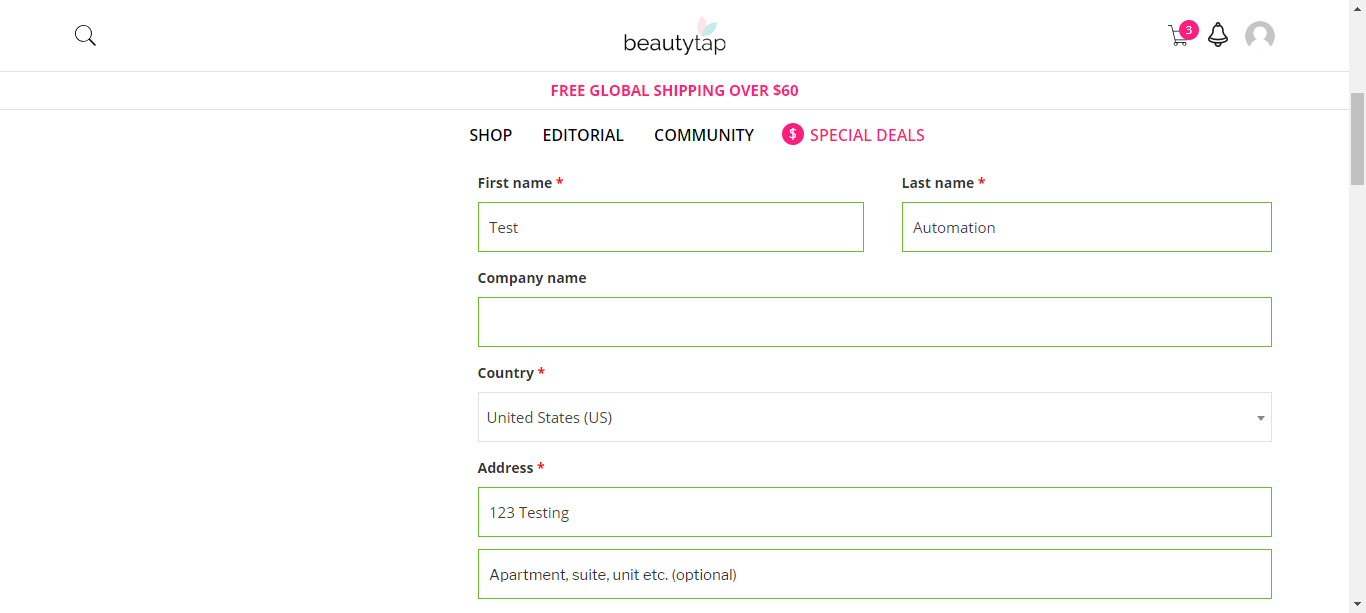 beautytap
3
FREE GLOBAL SHIPPING OVER $60
SHOP EDITORIAL COMMUNITY $ SPECIAL DEALS
First name * Last name *
Test Automation
Company name
Country *
United States (US)
Address *
123 Testing
Apartment, suite, unit etc. (optional)